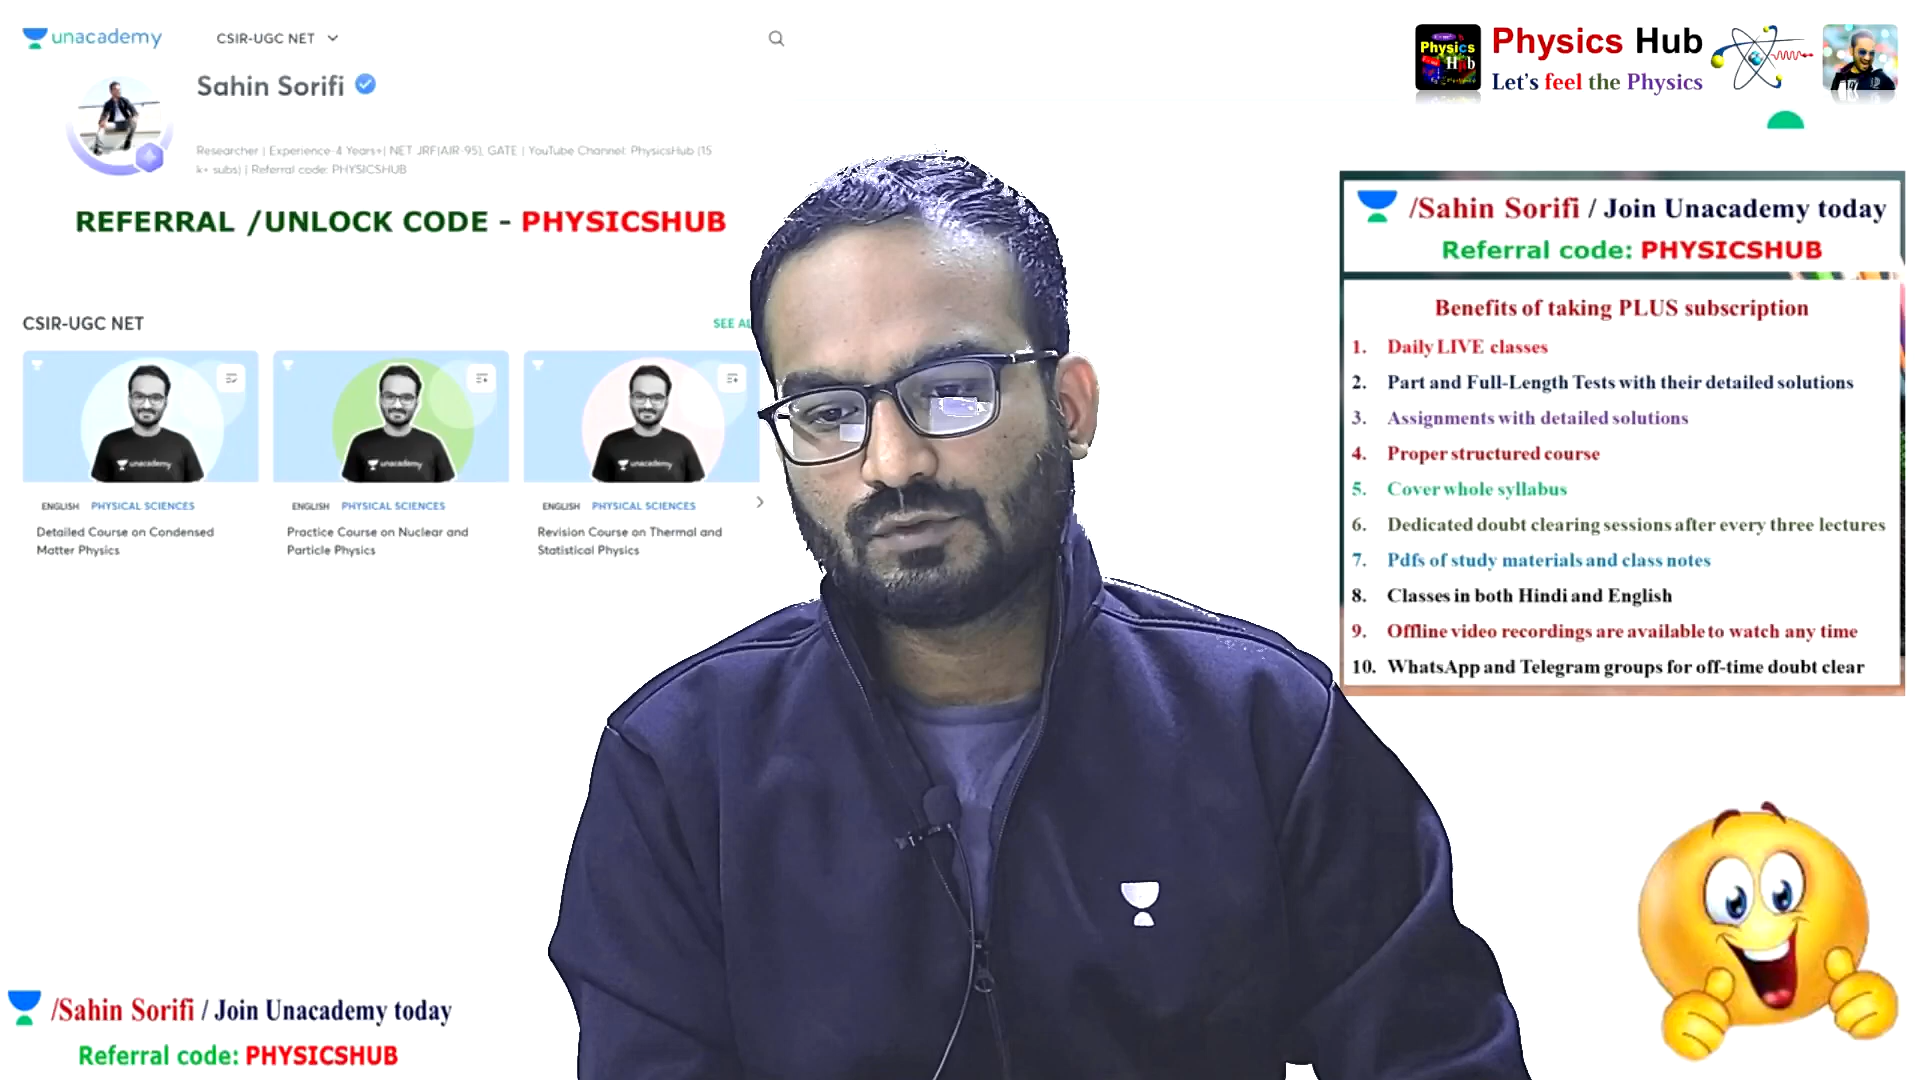 unacademy
CSIR-UGC NET
Sahin Sorifi
Researcher | Experience-4 Years+| NET JRF(AIR-95), GATE | YouTube Channel: PhysicsHub (15
k+ subs) | Referral code: PHYSICSHUB
REFERRAL /UNLOCK CODE - PHYSICSHUB
CSIR-UGC NET
SEE AL
unacademy
unacademy
unacademy
ENGLISH PHYSICAL SCIENCES
Detailed Course on Condensed
Matter Physics
ENGLISH PHYSICAL SCIENCES
Practice Course on Nuclear and
Particle Physics
ENGLISH PHYSICAL SCIENCES
Revision Course on Thermal and
Statistical Physics
Physics
Hub
Physics Hub
Let's feel the Physics
/Sahin Sorifi / Join Unacademy today
Referral code: PHYSICSHUB
Benefits of taking PLUS subscription
1. Daily LIVE classes
2. Part and Full-Length Tests with their detailed solutions
3. Assignments with detailed solutions
4. Proper structured course
5. Cover whole syllabus
6. Dedicated doubt clearing sessions after every three lectures
7. Pdfs of study materials and class notes
8. Classes in both Hindi and English
9. Offline video recordings are available to watch any time
10. WhatsApp and Telegram groups for off-time doubt clear
/Sahin Sorifi / Join Unacademy today
Referral code: PHYSICSHUB